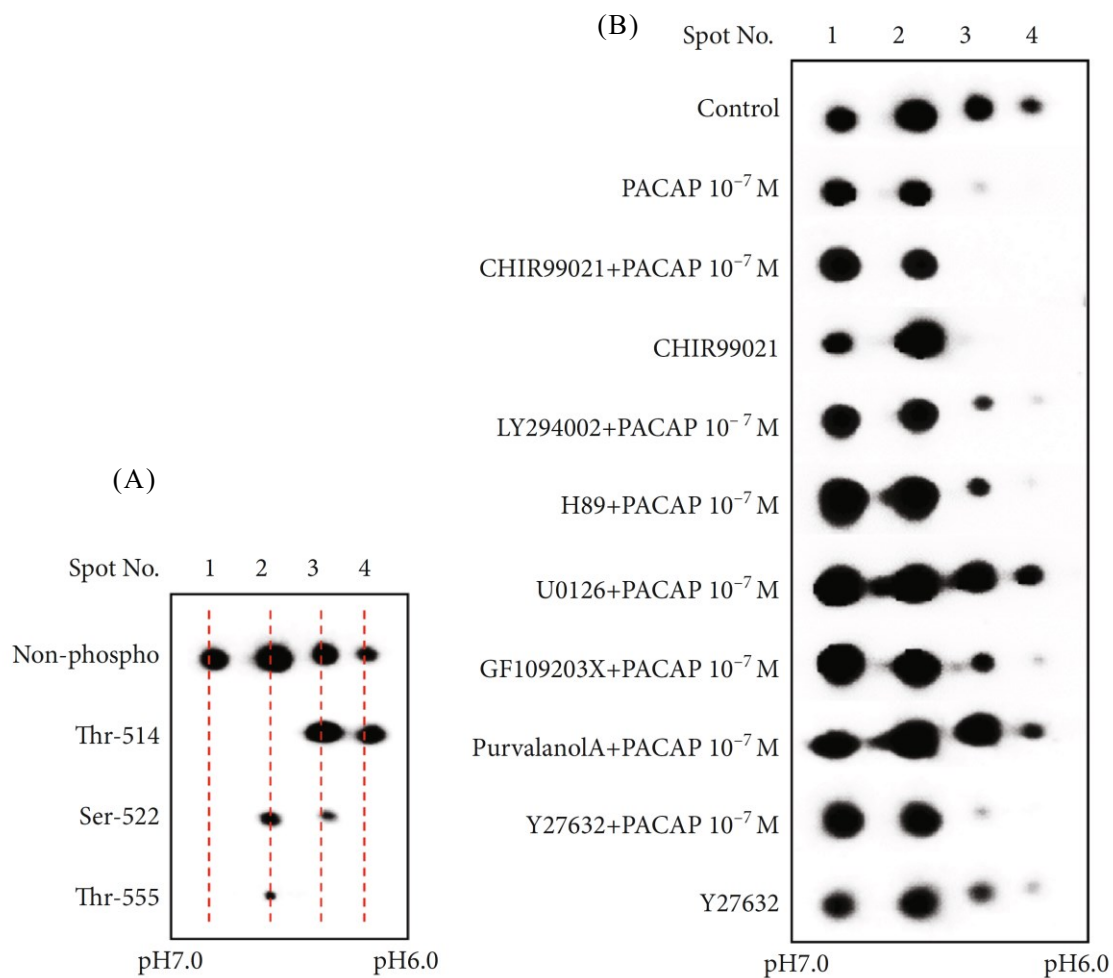 (A)
Spot No. 1 2 3 4
Non-phospho
Thr-514
Ser-522
Thr-555
pH7.0 pH6.0
(B)
Spot No. 1 2 3 4
Control
PACAP 10⁻⁷ M
CHIR99021+PACAP 10⁻⁷ M
CHIR99021
LY294002+PACAP 10⁻⁷ M
H89+PACAP 10⁻⁷ M
U0126+PACAP 10⁻⁷ M
GF109203X+PACAP 10⁻⁷ M
PurvalanolA+PACAP 10⁻⁷ M
Y27632+PACAP 10⁻⁷ M
Y27632
pH7.0 pH6.0